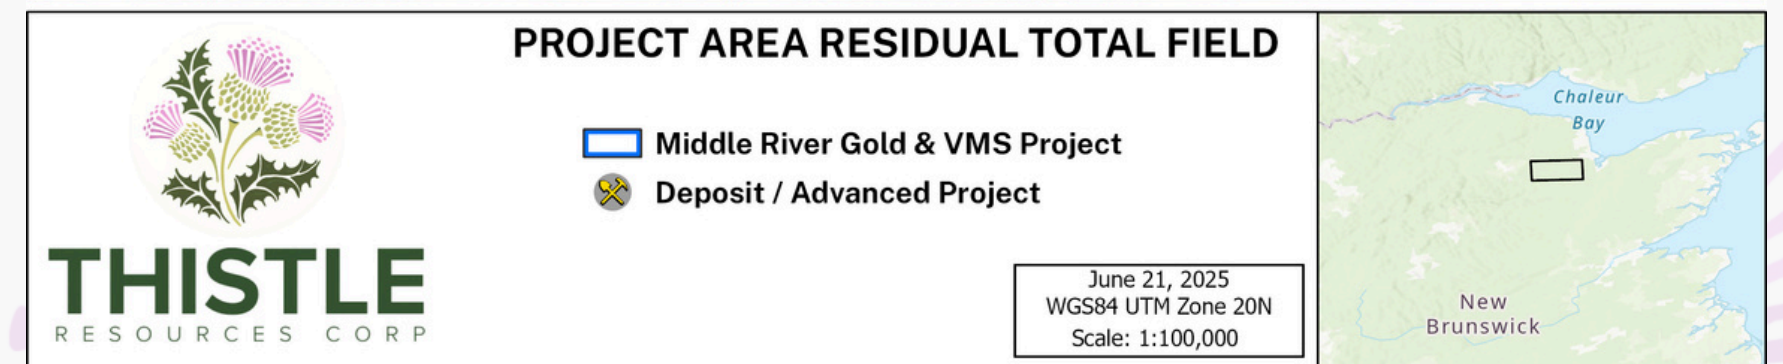 PROJECT AREA RESIDUAL TOTAL FIELD
Middle River Gold & VMS Project
Deposit / Advanced Project
THISTLE
RESOURCES CORP
June 21, 2025
WGS84 UTM Zone 20N
Scale: 1:100,000
Chaleur
Bay
New
Brunswick